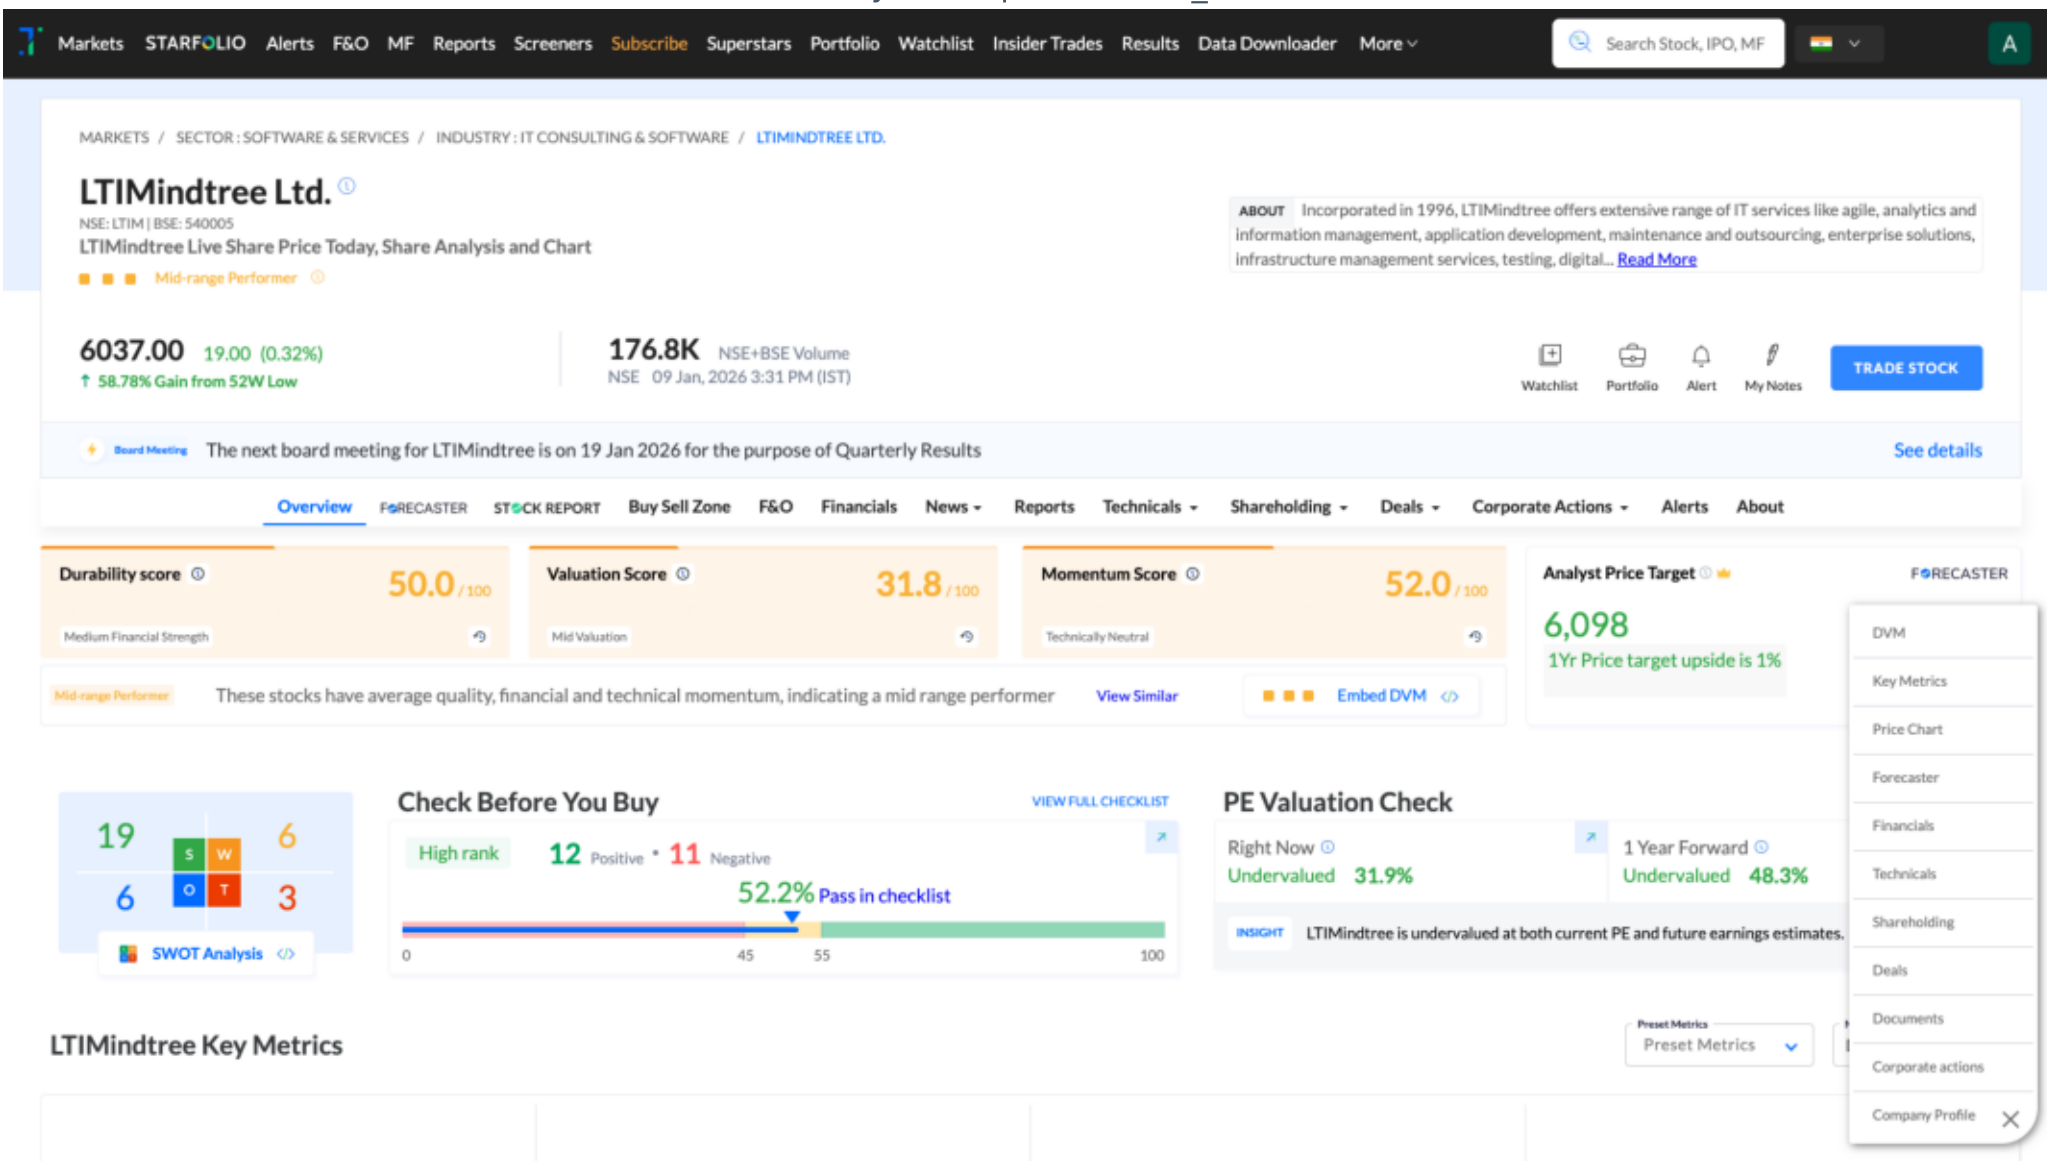 Markets STARFOLIO Alerts F&O MF Reports Screeners Subscribe Superstars Portfolio Watchlist Insider Trades Results Data Downloader More Search Stock, IPO, MF A
MARKETS / SECTOR : SOFTWARE & SERVICES / INDUSTRY : IT CONSULTING & SOFTWARE / LTIMINDTREE LTD.
LTIMindtree Ltd.
NSE: LTIM | BSE: 540005
LTIMindtree Live Share Price Today, Share Analysis and Chart
Mid-range Performer
ABOUT Incorporated in 1996, LTIMindtree offers extensive range of IT services like agile, analytics and
information management, application development, maintenance and outsourcing, enterprise solutions,
infrastructure management services, testing, digital... Read More
6037.00 19.00 (0.32%)
↑ 58.78% Gain from 52W Low
176.8K NSE+BSE Volume
NSE 09 Jan, 2026 3:31 PM (IST)
Watchlist Portfolio Alert My Notes TRADE STOCK
Board Meeting The next board meeting for LTIMindtree is on 19 Jan 2026 for the purpose of Quarterly Results See details
Overview FORECASTER STOCK REPORT Buy Sell Zone F&O Financials News Reports Technicals Shareholding Deals Corporate Actions Alerts About
Durability score 50.0 / 100
Medium Financial Strength
Valuation Score 31.8 / 100
Mid Valuation
Momentum Score 52.0 / 100
Technically Neutral
Analyst Price Target FORECASTER
6,098
1Yr Price target upside is 1%
Mid-range Performer These stocks have average quality, financial and technical momentum, indicating a mid range performer View Similar Embed DVM </>
19 6
S W
O T
6 3
SWOT Analysis </>
Check Before You Buy VIEW FULL CHECKLIST
High rank 12 Positive • 11 Negative
52.2% Pass in checklist
0 45 55 100
PE Valuation Check
Right Now
Undervalued 31.9%
1 Year Forward
Undervalued 48.3%
INSIGHT LTIMindtree is undervalued at both current PE and future earnings estimates.
LTIMindtree Key Metrics
Preset Metrics
Preset Metrics
DVM
Key Metrics
Price Chart
Forecaster
Financials
Technicals
Shareholding
Deals
Documents
Corporate actions
Company Profile